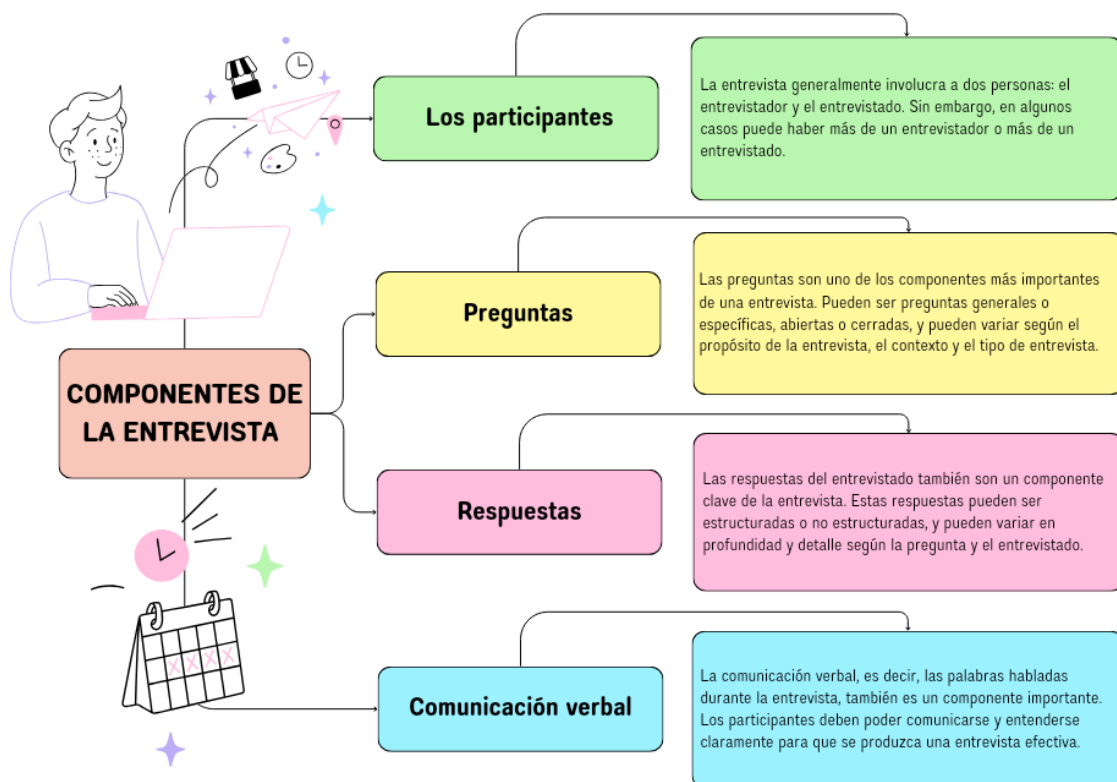 Los participantes
La entrevista generalmente involucra a dos personas: el
entrevistador y el entrevistado. Sin embargo, en algunos
casos puede haber más de un entrevistador o más de un
entrevistado.
Preguntas
Las preguntas son uno de los componentes más importantes
de una entrevista. Pueden ser preguntas generales o
específicas, abiertas o cerradas, y pueden variar según el
propósito de la entrevista, el contexto y el tipo de entrevista.
COMPONENTES DE
LA ENTREVISTA
Respuestas
Las respuestas del entrevistado también son un componente
clave de la entrevista. Estas respuestas pueden ser
estructuradas o no estructuradas, y pueden variar en
profundidad y detalle según la pregunta y el entrevistado.
Comunicación verbal
La comunicación verbal, es decir, las palabras habladas
durante la entrevista, también es un componente importante.
Los participantes deben poder comunicarse y entenderse
claramente para que se produzca una entrevista efectiva.